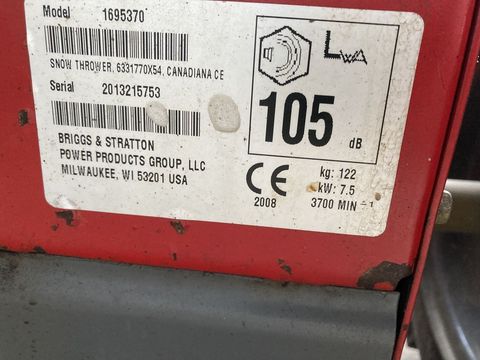 Model 1695370
SNOW THROWER, 6331770X54, CANADIANA CE
Serial 2013215753
BRIGGS & STRATTON
POWER PRODUCTS GROUP, LLC
MILWAUKEE, WI 53201 USA
LWA
105 dB
CE
2008
kg: 122
kW: 7.5
3700 MIN -1